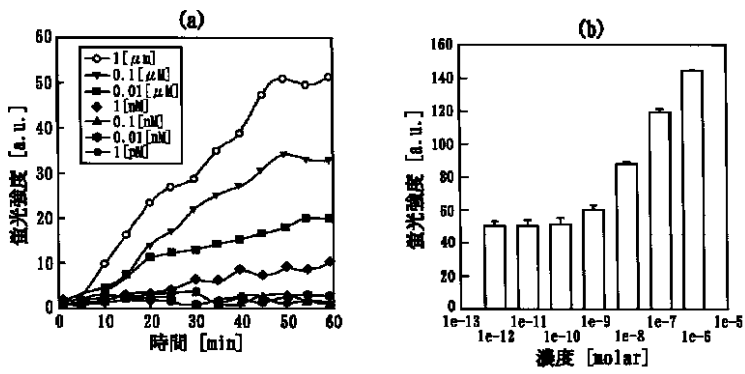 (a)
蛍光強度 [a.u.]
60
50
40
30
20
10
0
1[μm]
0.1[μM]
0.01[μM]
1[nM]
0.1[nM]
0.01[nM]
1[pM]
0 10 20 30 40 50 60
時間 [min]
(b)
蛍光強度 [a.u.]
160
140
120
100
80
60
40
20
0
1e-13 1e-11 1e-9 1e-7 1e-5
1e-12 1e-10 1e-8 1e-6
濃度 [molar]